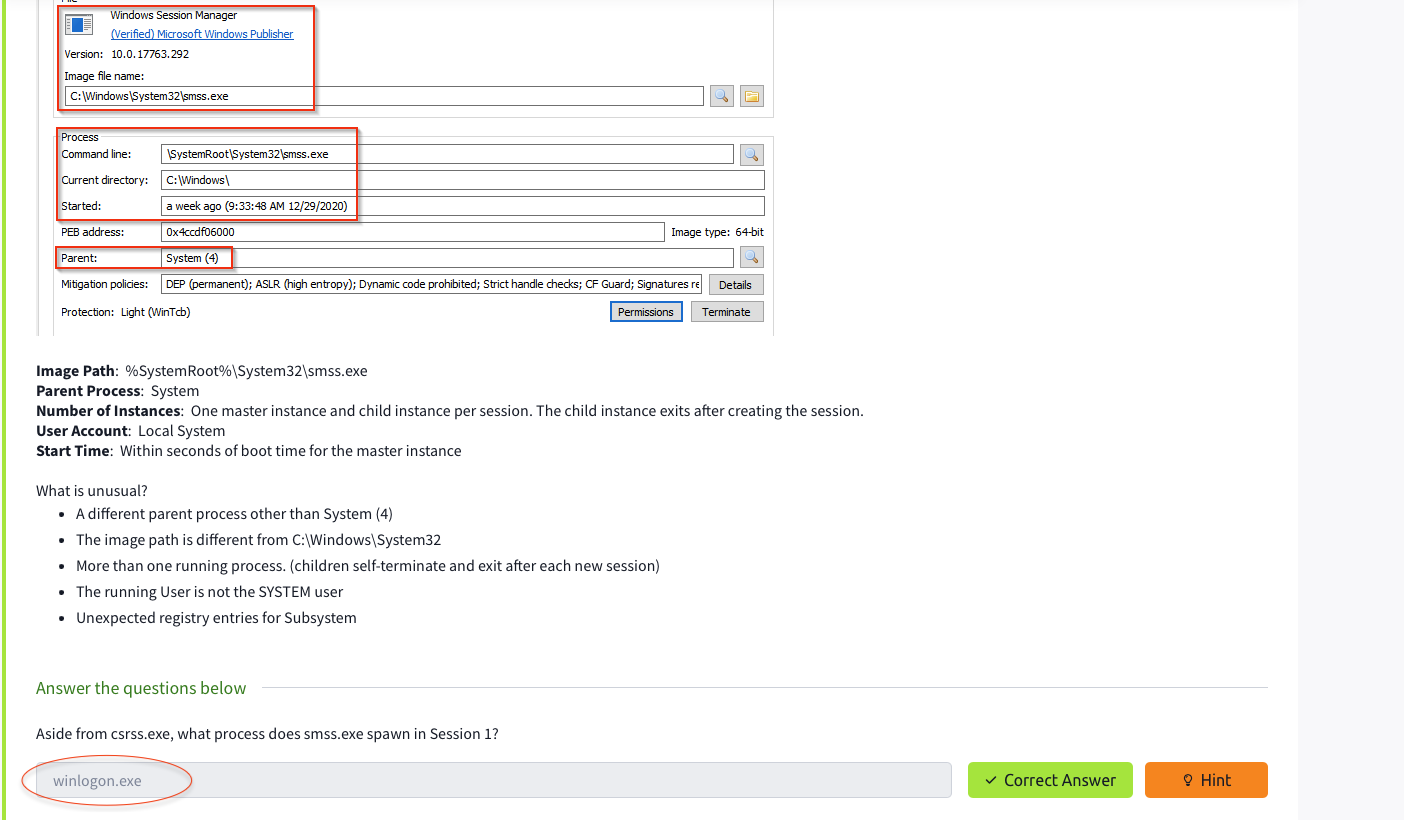 File
Windows Session Manager
(Verified) Microsoft Windows Publisher
Version: 10.0.17763.292
Image file name:
C:\Windows\System32\smss.exe
Process
Command line: \SystemRoot\System32\smss.exe
Current directory: C:\Windows\
Started: a week ago (9:33:48 AM 12/29/2020)
PEB address: 0x4ccdf06000 Image type: 64-bit
Parent: System (4)
Mitigation policies: DEP (permanent); ASLR (high entropy); Dynamic code prohibited; Strict handle checks; CF Guard; Signatures re Details
Protection: Light (WinTcb) Permissions Terminate
Image Path: %SystemRoot%\System32\smss.exe
Parent Process: System
Number of Instances: One master instance and child instance per session. The child instance exits after creating the session.
User Account: Local System
Start Time: Within seconds of boot time for the master instance
What is unusual?
• A different parent process other than System (4)
• The image path is different from C:\Windows\System32
• More than one running process. (children self-terminate and exit after each new session)
• The running User is not the SYSTEM user
• Unexpected registry entries for Subsystem
Answer the questions below
Aside from csrss.exe, what process does smss.exe spawn in Session 1?
winlogon.exe ✓ Correct Answer Hint